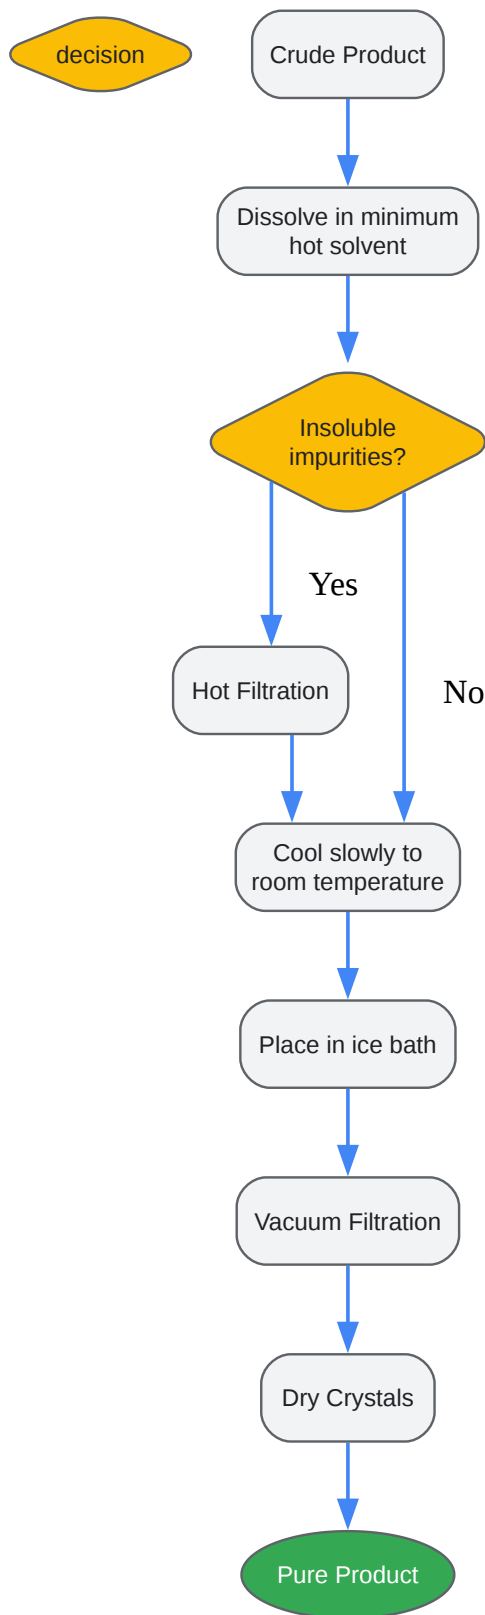 decision
Crude Product
Dissolve in minimum
hot solvent
Insoluble
impurities?
Yes
Hot Filtration
No
Cool slowly to
room temperature
Place in ice bath
Vacuum Filtration
Dry Crystals
Pure Product